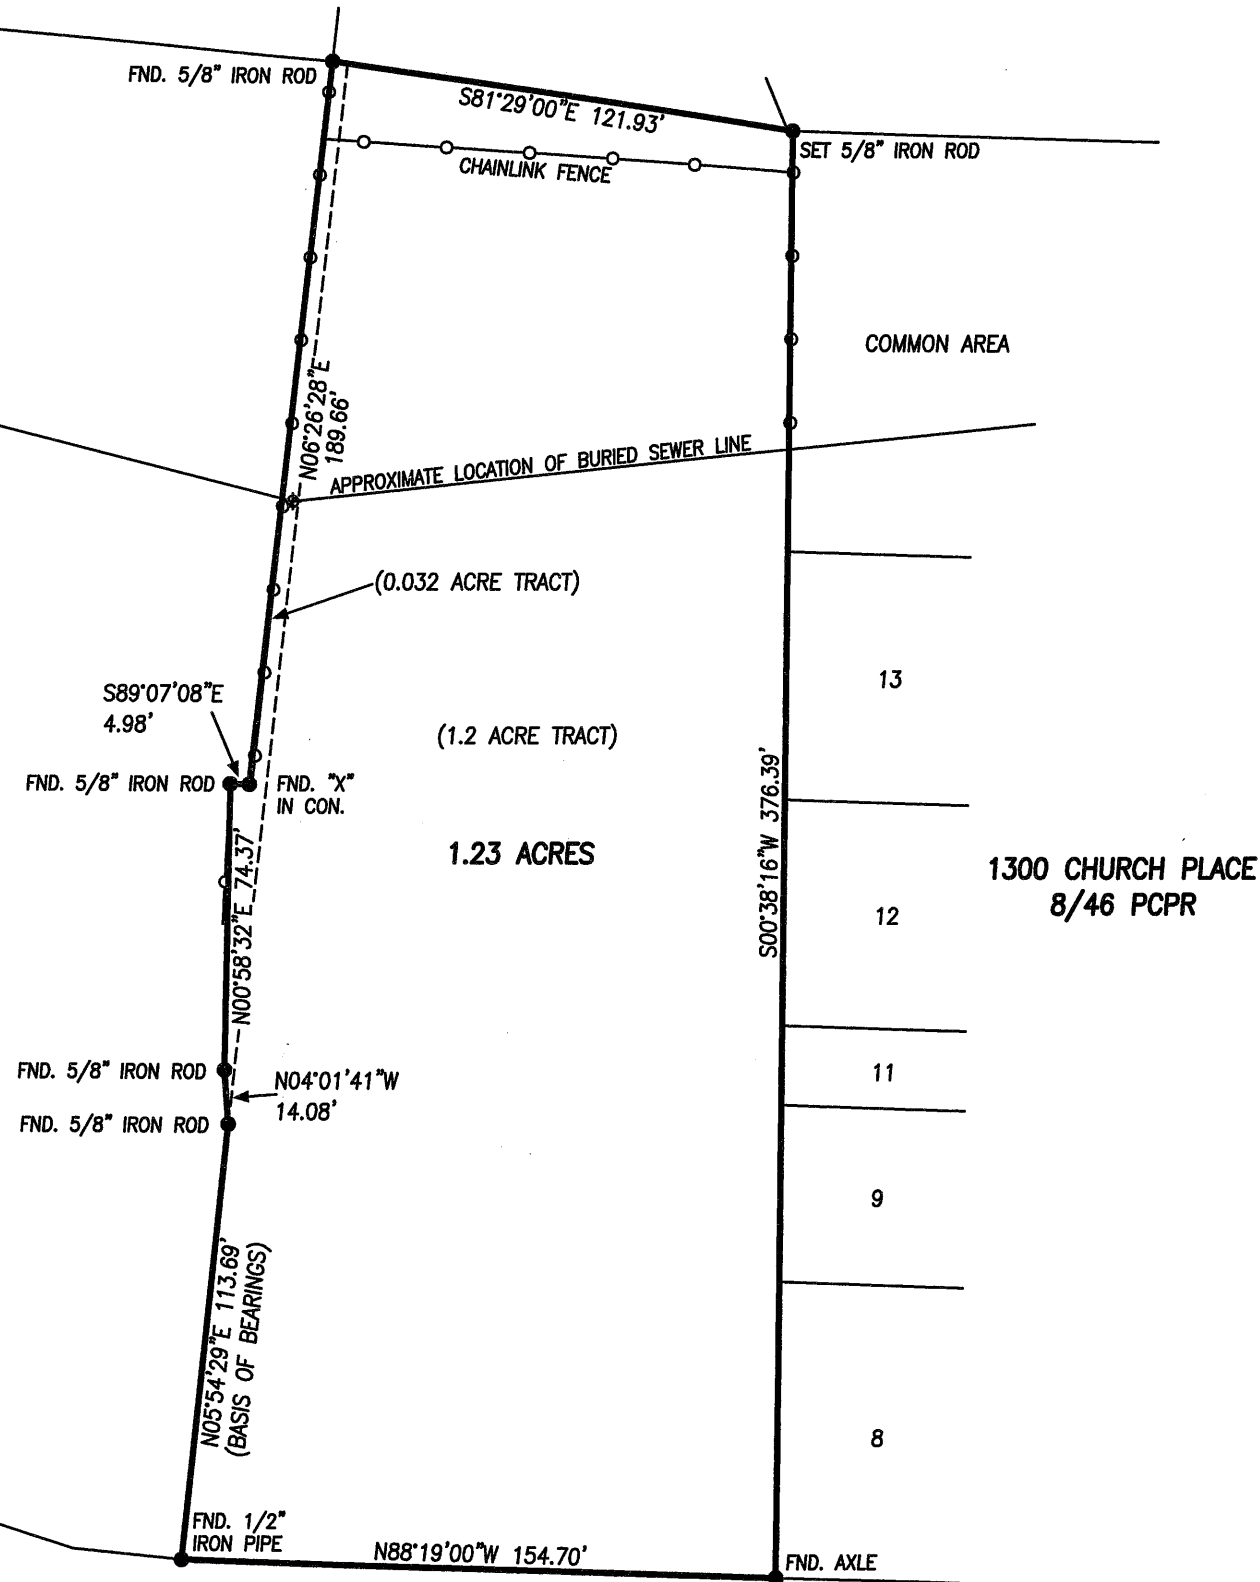 FND. 5/8" IRON ROD
S81°29'00"E 121.93'
SET 5/8" IRON ROD
CHAINLINK FENCE
COMMON AREA
N06°26'28"E
189.66'
APPROXIMATE LOCATION OF BURIED SEWER LINE
(0.032 ACRE TRACT)
13
S89°07'08"E
4.98'
(1.2 ACRE TRACT)
FND. 5/8" IRON ROD
FND. "X"
IN CON.
S00°38'16"W 376.39'
1.23 ACRES
1300 CHURCH PLACE
8/46 PCPR
12
N00°58'32"E 74.37'
FND. 5/8" IRON ROD
N04°01'41"W
14.08'
11
FND. 5/8" IRON ROD
9
N05°54'29"E 113.69'
(BASIS OF BEARINGS)
8
FND. 1/2"
IRON PIPE
N88°19'00"W 154.70'
FND. AXLE